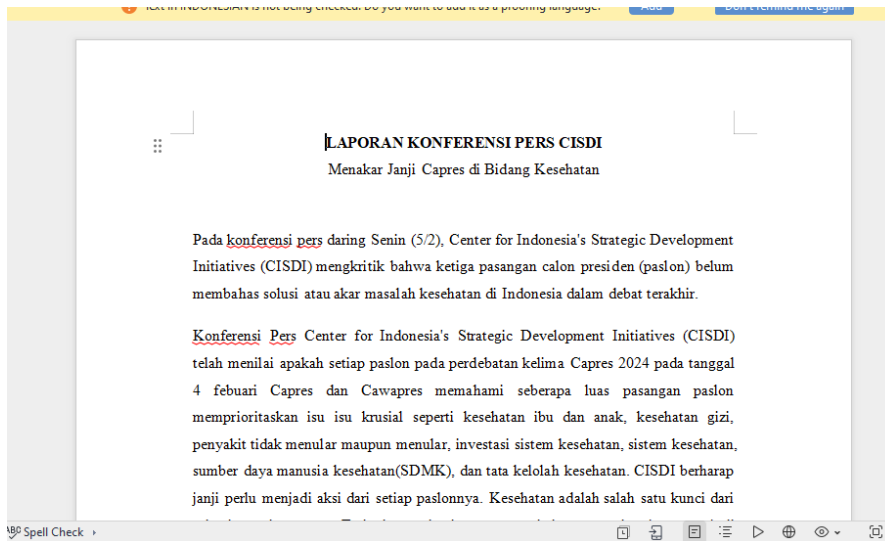 Text in INDONESIAN is not being checked. Do you want to add it as a proofing language? Add Don't remind me again
LAPORAN KONFERENSI PERS CISDI
Menakar Janji Capres di Bidang Kesehatan
Pada konferensi pers daring Senin (5/2), Center for Indonesia's Strategic Development
Initiatives (CISDI) mengkritik bahwa ketiga pasangan calon presiden (paslon) belum
membahas solusi atau akar masalah kesehatan di Indonesia dalam debat terakhir.
Konferensi Pers Center for Indonesia's Strategic Development Initiatives (CISDI)
telah menilai apakah setiap paslon pada perdebatan kelima Capres 2024 pada tanggal
4 febuari Capres dan Cawapres memahami seberapa luas pasangan paslon
memprioritaskan isu isu krusial seperti kesehatan ibu dan anak, kesehatan gizi,
penyakit tidak menular maupun menular, investasi sistem kesehatan, sistem kesehatan,
sumber daya manusia kesehatan(SDMK), dan tata kelolah kesehatan. CISDI berharap
janji perlu menjadi aksi dari setiap paslonnya. Kesehatan adalah salah satu kunci dari
ABC Spell Check